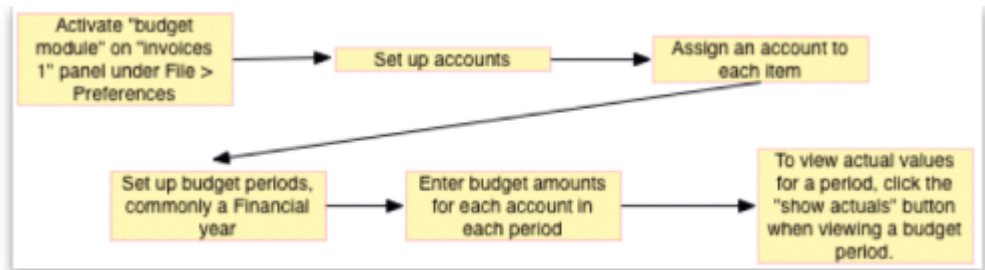 Activate "budget
module" on "invoices
1" panel under File >
Preferences
Set up accounts
Assign an account to
each item
Set up budget periods,
commonly a Financial
year
Enter budget amounts
for each account in
each period
To view actual values
for a period, click the
"show actuals" button
when viewing a budget
period.